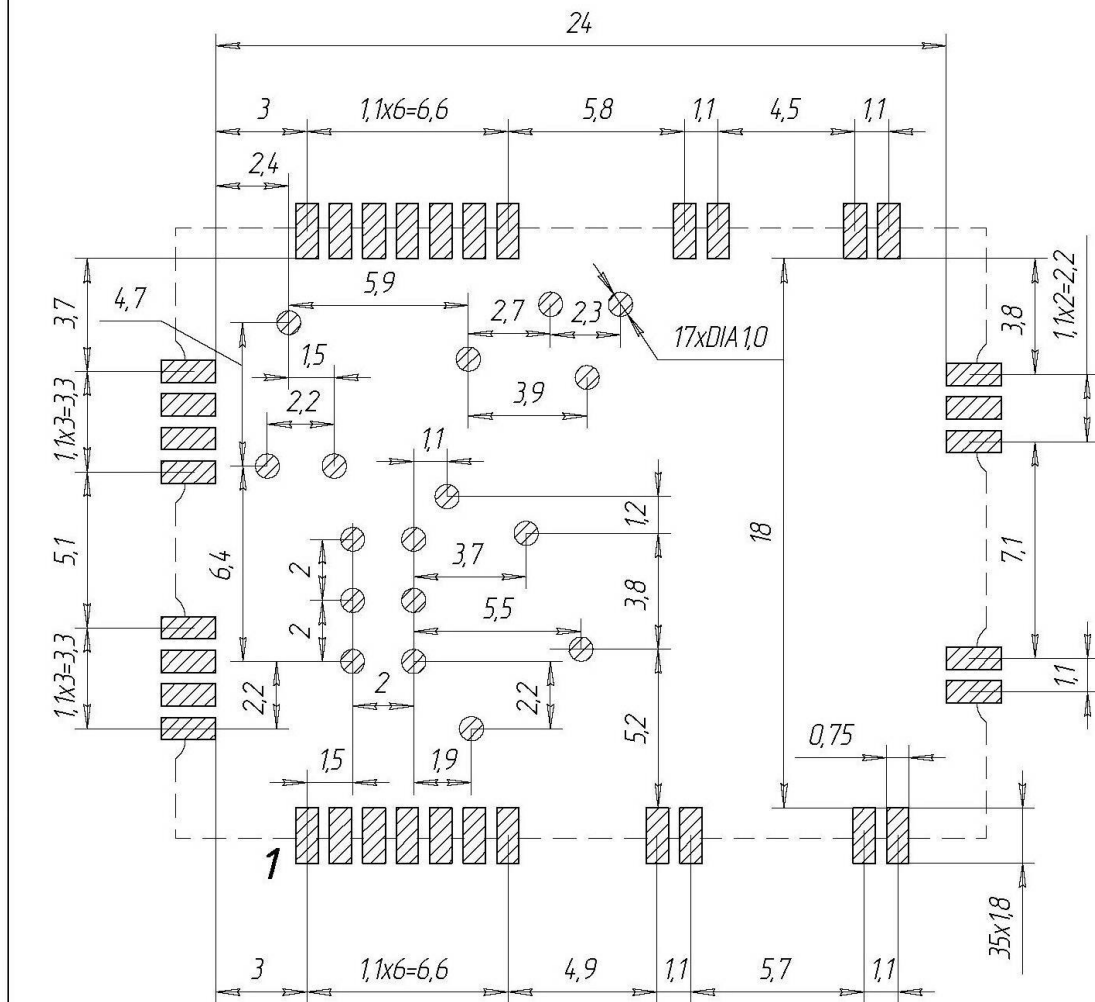 24
3 1,1x6=6,6 5,8 1,1 4,5 1,1
2,4
3,7 4,7 5,9 2,7 2,3 17xDIA1,0 3,8 1,1x2=2,2
1,5
2,2 3,9
1,1x3=3,3 1,1
1,2
5,1 6,4 2 3,7 3,8 18 7,1
2 5,5
1,1x3=3,3 2,2 2 2,2 5,2 1,1
1,5 1,9 0,75
1
35x1,8
3 1,1x6=6,6 4,9 1,1 5,7 1,1